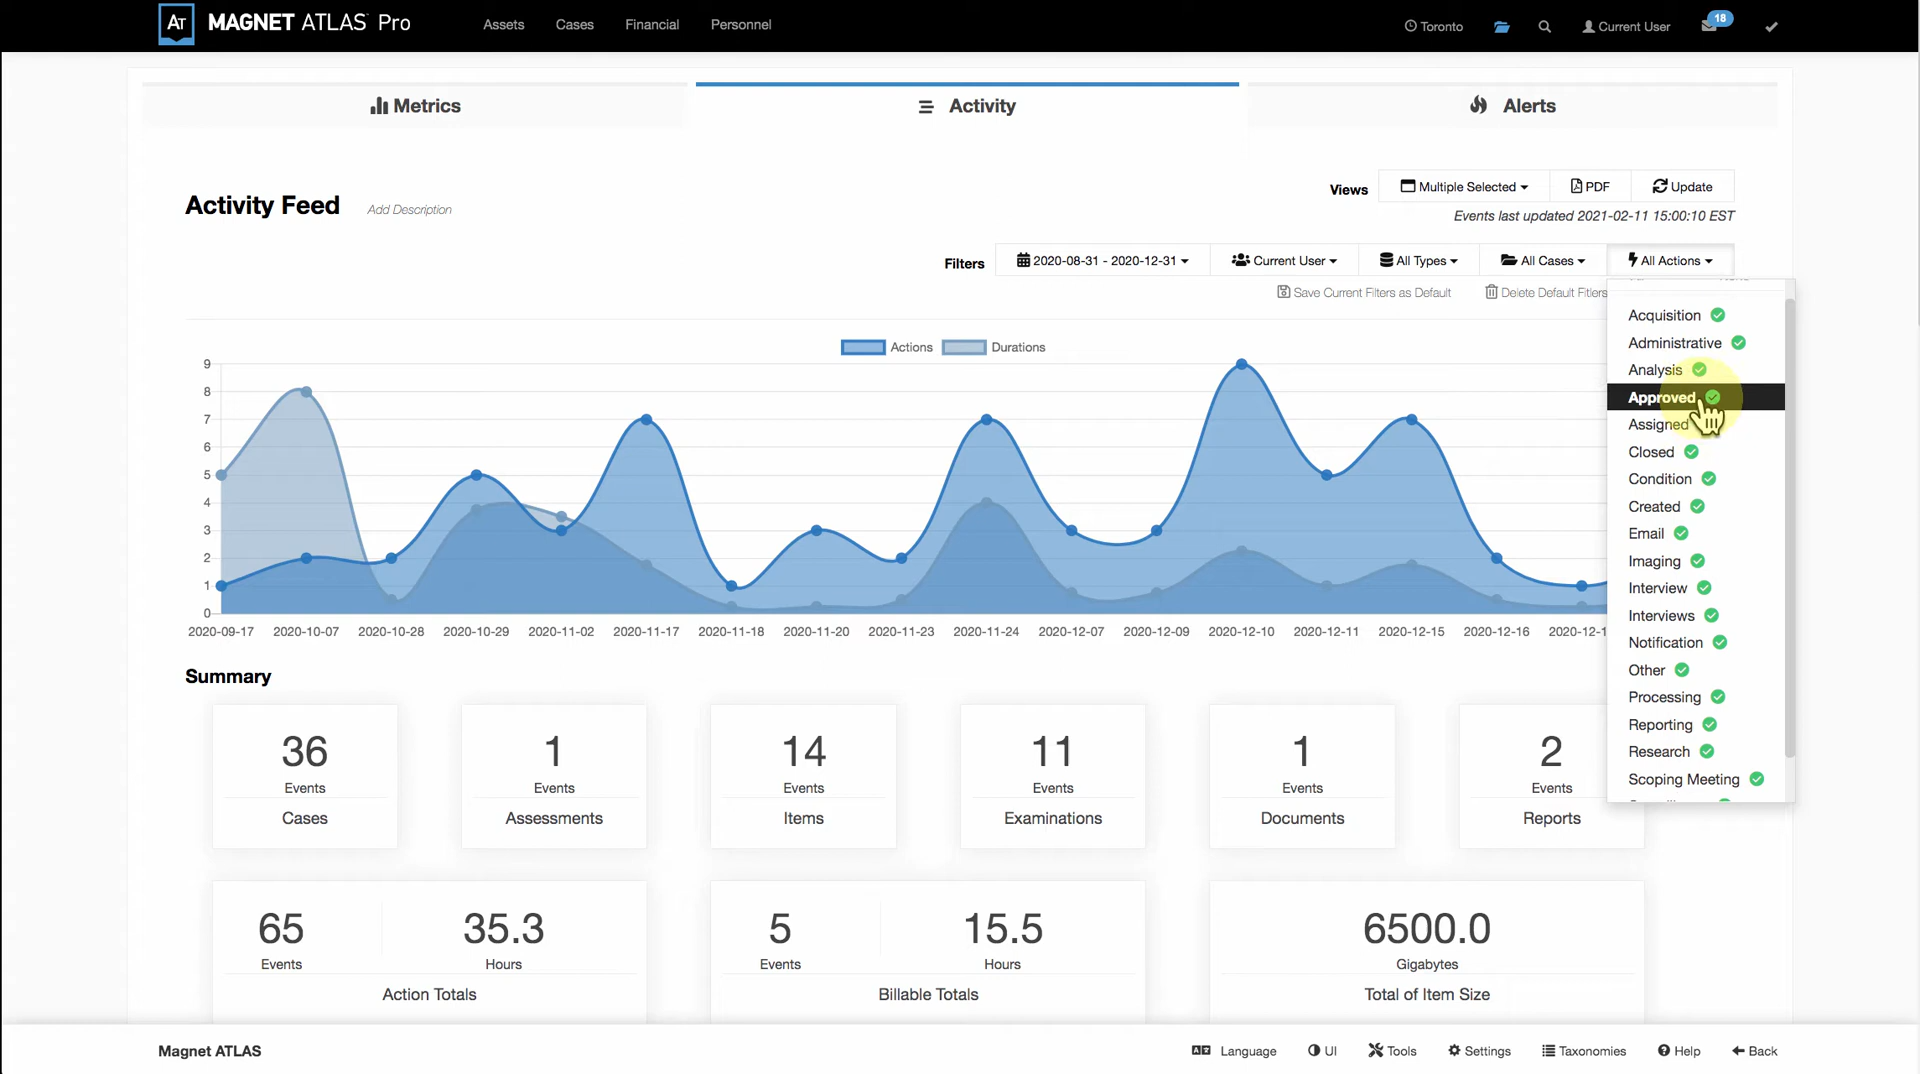 AT MAGNET ATLAS Pro
Assets Cases Financial Personnel
Toronto
Current User
18
Metrics
Activity
Alerts
Activity Feed Add Description
Views Multiple Selected PDF Update
Events last updated 2021-02-11 15:00:10 EST
Filters 2020-08-31 - 2020-12-31 Current User All Types All Cases All Actions
Save Current Filters as Default Delete Default Filters
Acquisition
Administrative
Analysis
Approved
Assigned
Closed
Condition
Created
Email
Imaging
Interview
Interviews
Notification
Other
Processing
Reporting
Research
Scoping Meeting
Actions Durations
9
8
7
6
5
4
3
2
1
0
2020-09-17 2020-10-07 2020-10-28 2020-10-29 2020-11-02 2020-11-17 2020-11-18 2020-11-20 2020-11-23 2020-11-24 2020-12-07 2020-12-09 2020-12-10 2020-12-11 2020-12-15 2020-12-16 2020-12-1
Summary
36
Events
Cases
1
Events
Assessments
14
Events
Items
11
Events
Examinations
1
Events
Documents
2
Events
Reports
65 35.3
Events Hours
Action Totals
5 15.5
Events Hours
Billable Totals
6500.0
Gigabytes
Total of Item Size
Magnet ATLAS
Language UI Tools Settings Taxonomies Help Back